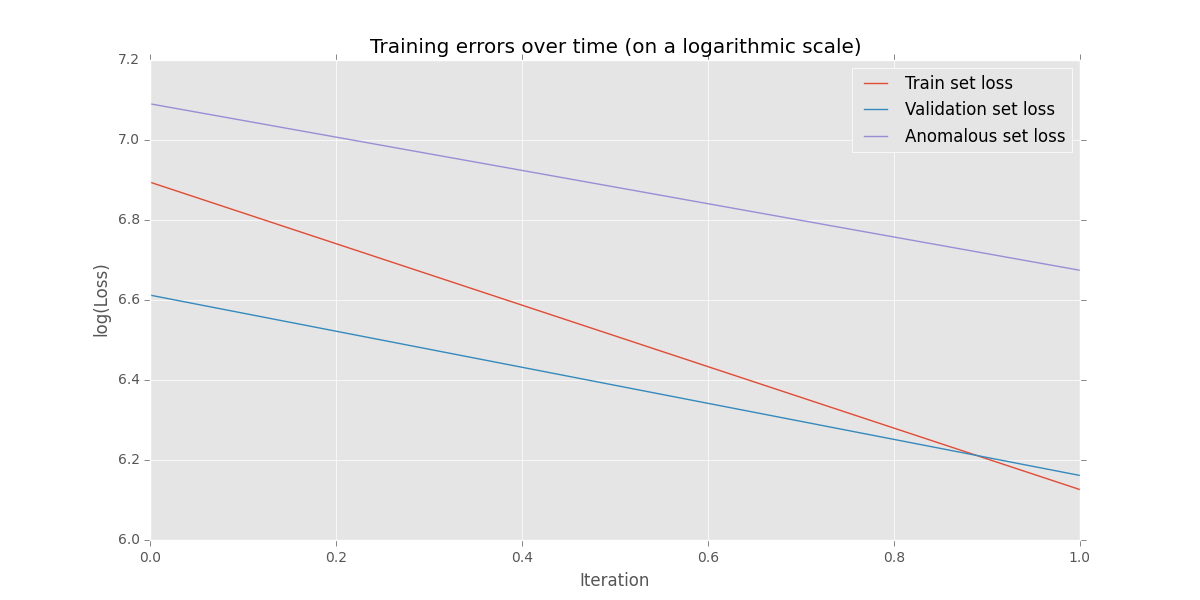 Training errors over time (on a logarithmic scale)
7.2
7.0
6.8
6.6
6.4
6.2
6.0
log(Loss)
Train set loss
Validation set loss
Anomalous set loss
0.0 0.2 0.4 0.6 0.8 1.0
Iteration